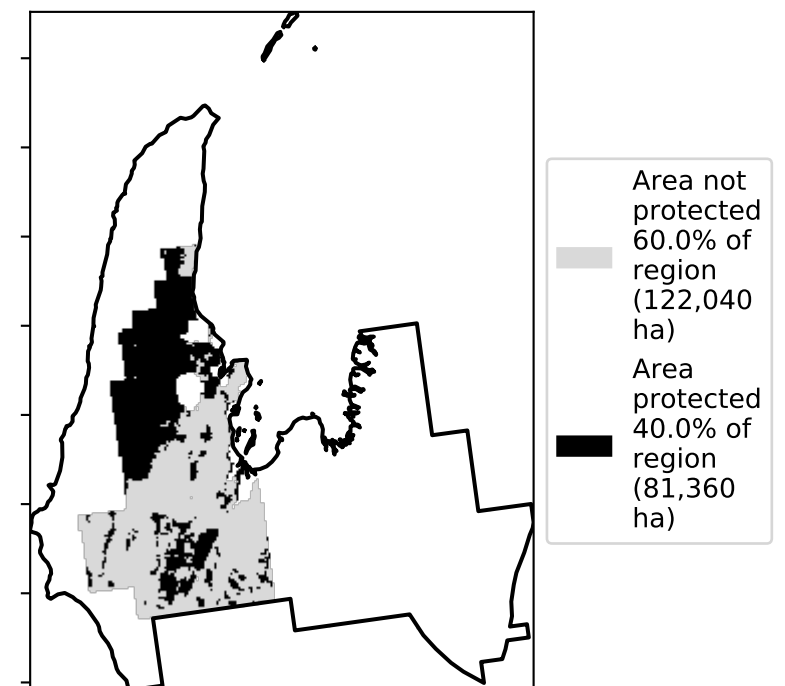 Area not
protected
60.0% of
region
(122,040
ha)
Area
protected
40.0% of
region
(81,360
ha)